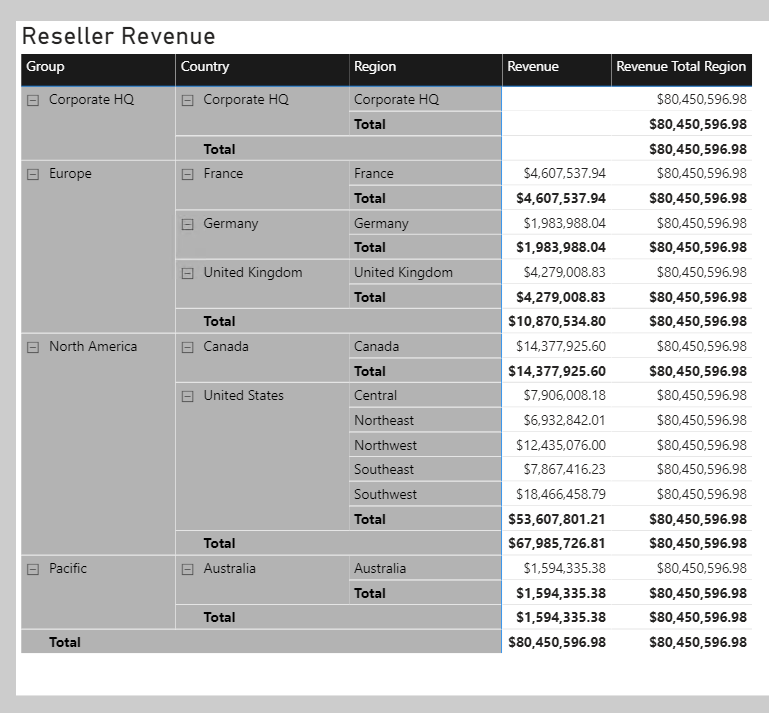 Reseller Revenue
Group Country Region Revenue Revenue Total Region
Corporate HQ Corporate HQ Corporate HQ $80,450,596.98
Total $80,450,596.98
Total $80,450,596.98
Europe France France $4,607,537.94 $80,450,596.98
Total $4,607,537.94 $80,450,596.98
Germany Germany $1,983,988.04 $80,450,596.98
Total $1,983,988.04 $80,450,596.98
United Kingdom United Kingdom $4,279,008.83 $80,450,596.98
Total $4,279,008.83 $80,450,596.98
Total $10,870,534.80 $80,450,596.98
North America Canada Canada $14,377,925.60 $80,450,596.98
Total $14,377,925.60 $80,450,596.98
United States Central $7,906,008.18 $80,450,596.98
Northeast $6,932,842.01 $80,450,596.98
Northwest $12,435,076.00 $80,450,596.98
Southeast $7,867,416.23 $80,450,596.98
Southwest $18,466,458.79 $80,450,596.98
Total $53,607,801.21 $80,450,596.98
Total $67,985,726.81 $80,450,596.98
Pacific Australia Australia $1,594,335.38 $80,450,596.98
Total $1,594,335.38 $80,450,596.98
Total $1,594,335.38 $80,450,596.98
Total $80,450,596.98 $80,450,596.98